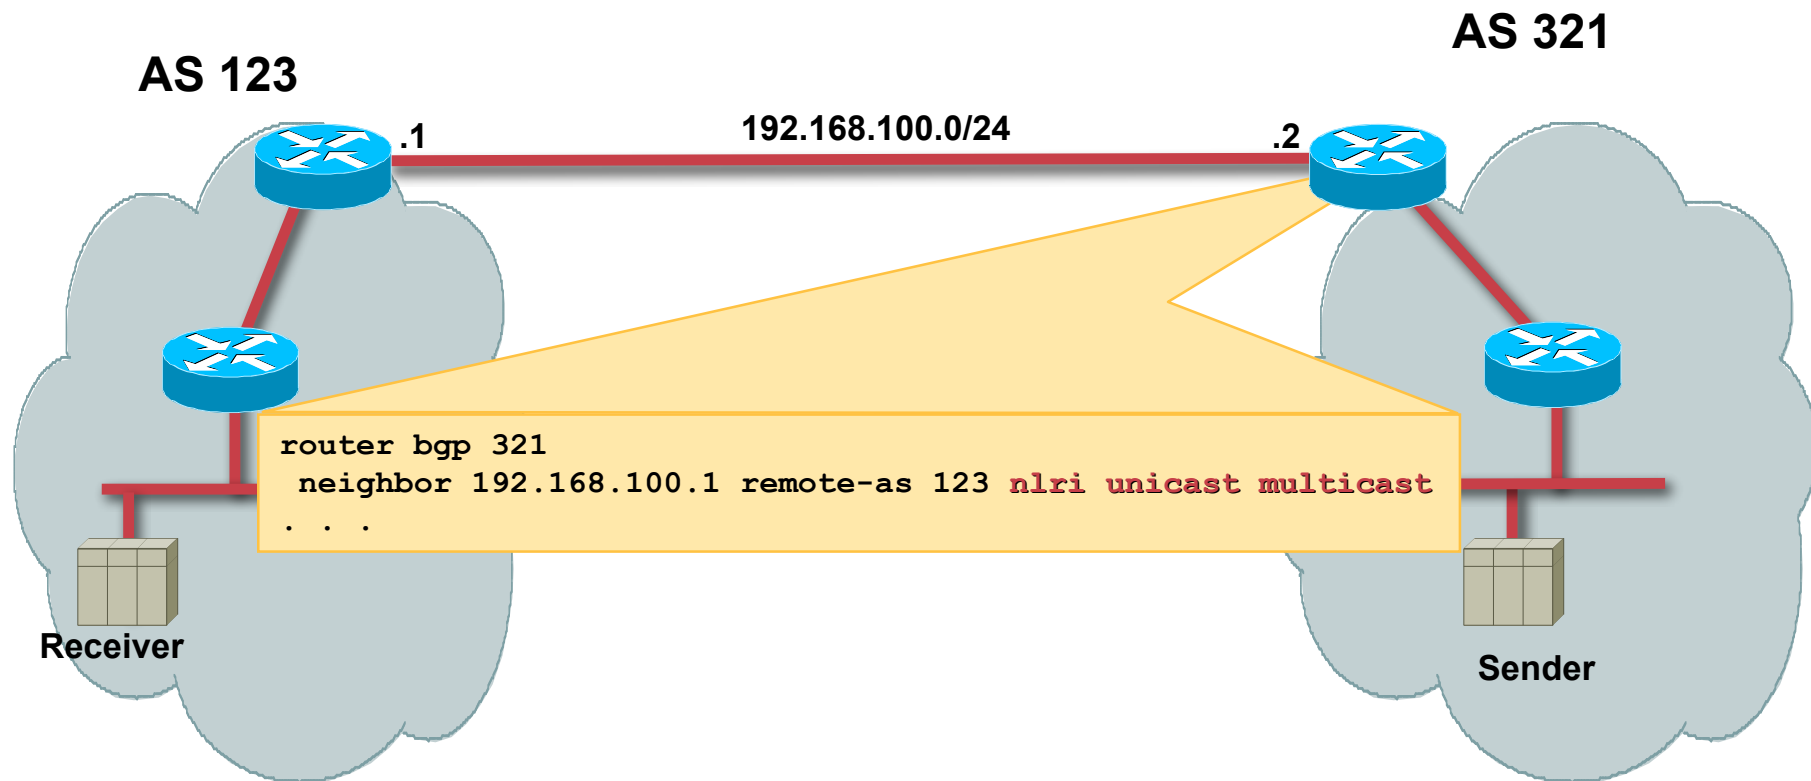 AS 123
AS 321
.1
192.168.100.0/24
.2
router bgp 321
neighbor 192.168.100.1 remote-as 123 nlri unicast multicast
. . .
Receiver
Sender